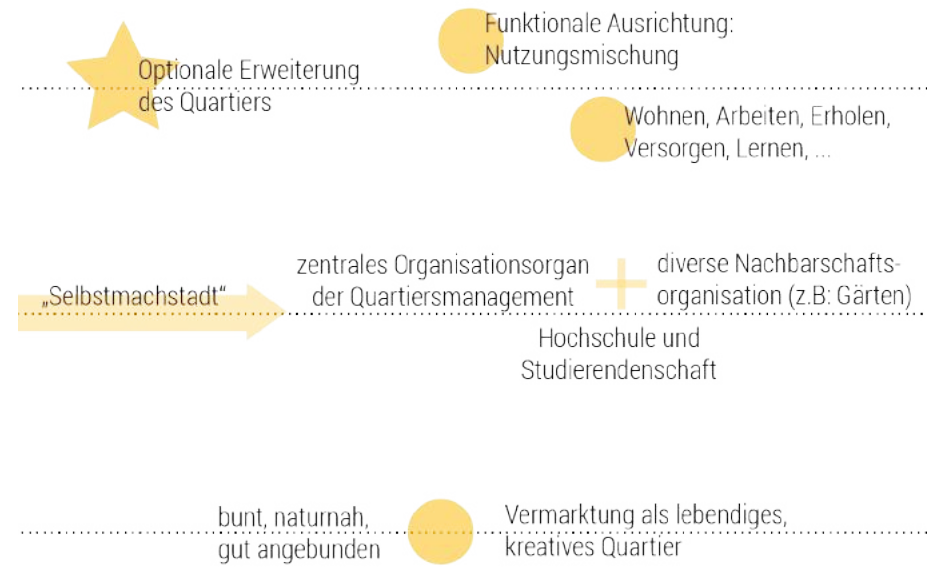 Optionale Erweiterung
des Quartiers
Funktionale Ausrichtung:
Nutzungsmischung
Wohnen, Arbeiten, Erholen,
Versorgen, Lernen, ...
„Selbstmachstadt“
zentrales Organisationsorgan
der Quartiersmanagement
diverse Nachbarschafts-
organisation (z.B: Gärten)
Hochschule und
Studierendenschaft
bunt, naturnah,
gut angebunden
Vermarktung als lebendiges,
kreatives Quartier